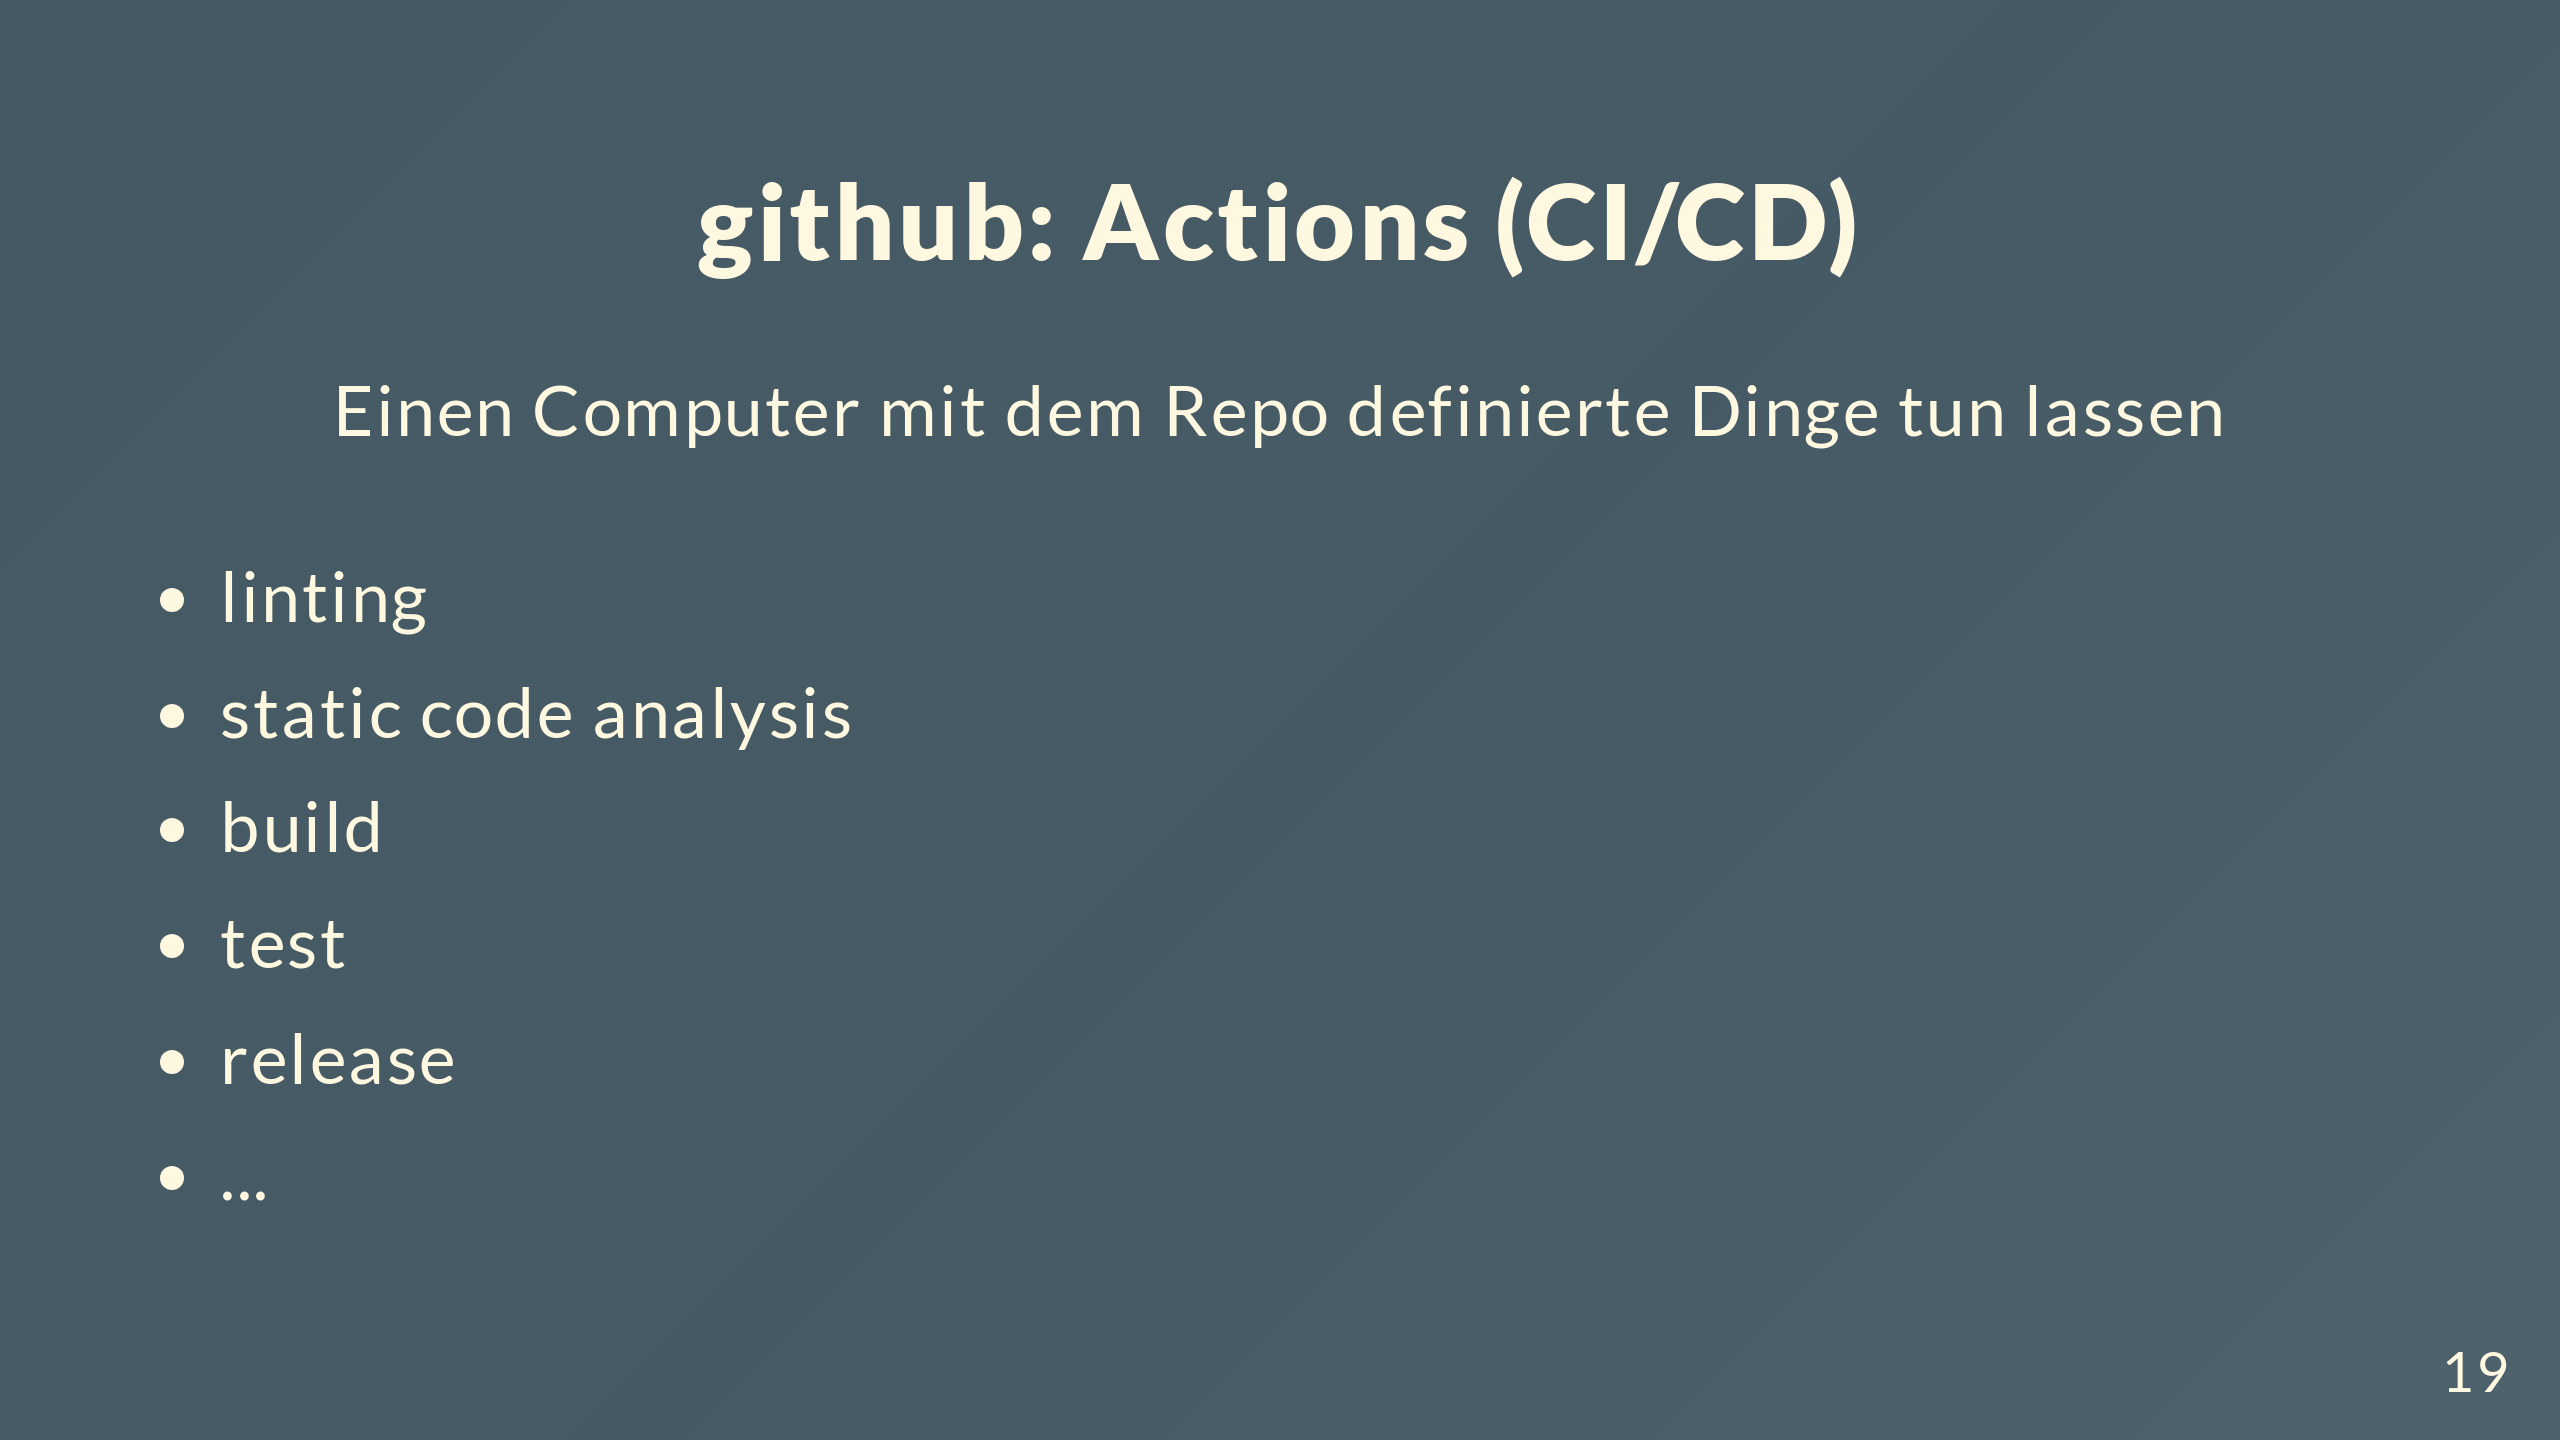 github: Actions (CI/CD)
Einen Computer mit dem Repo definierte Dinge tun lassen
• linting
• static code analysis
• build
• test
• release
• ...
19